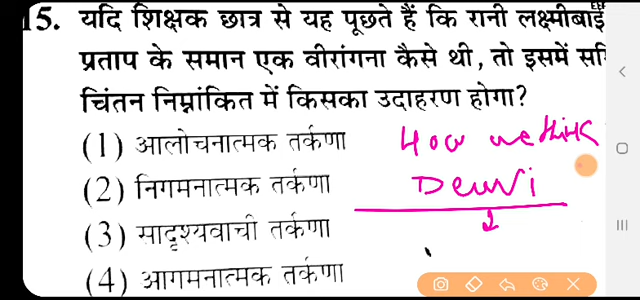 15. यदि शिक्षक छात्र से यह पूछते हैं कि रानी लक्ष्मीबाई
प्रताप के समान एक वीरांगना कैसे थी, तो इसमें
चिंतन निम्नांकित में किसका उदाहरण होगा?
(1) आलोचनात्मक तर्कणा
How we think
(2) निगमनात्मक तर्कणा
(3) सादृश्यवाची तर्कणा
(4) आगमनात्मक तर्कणा